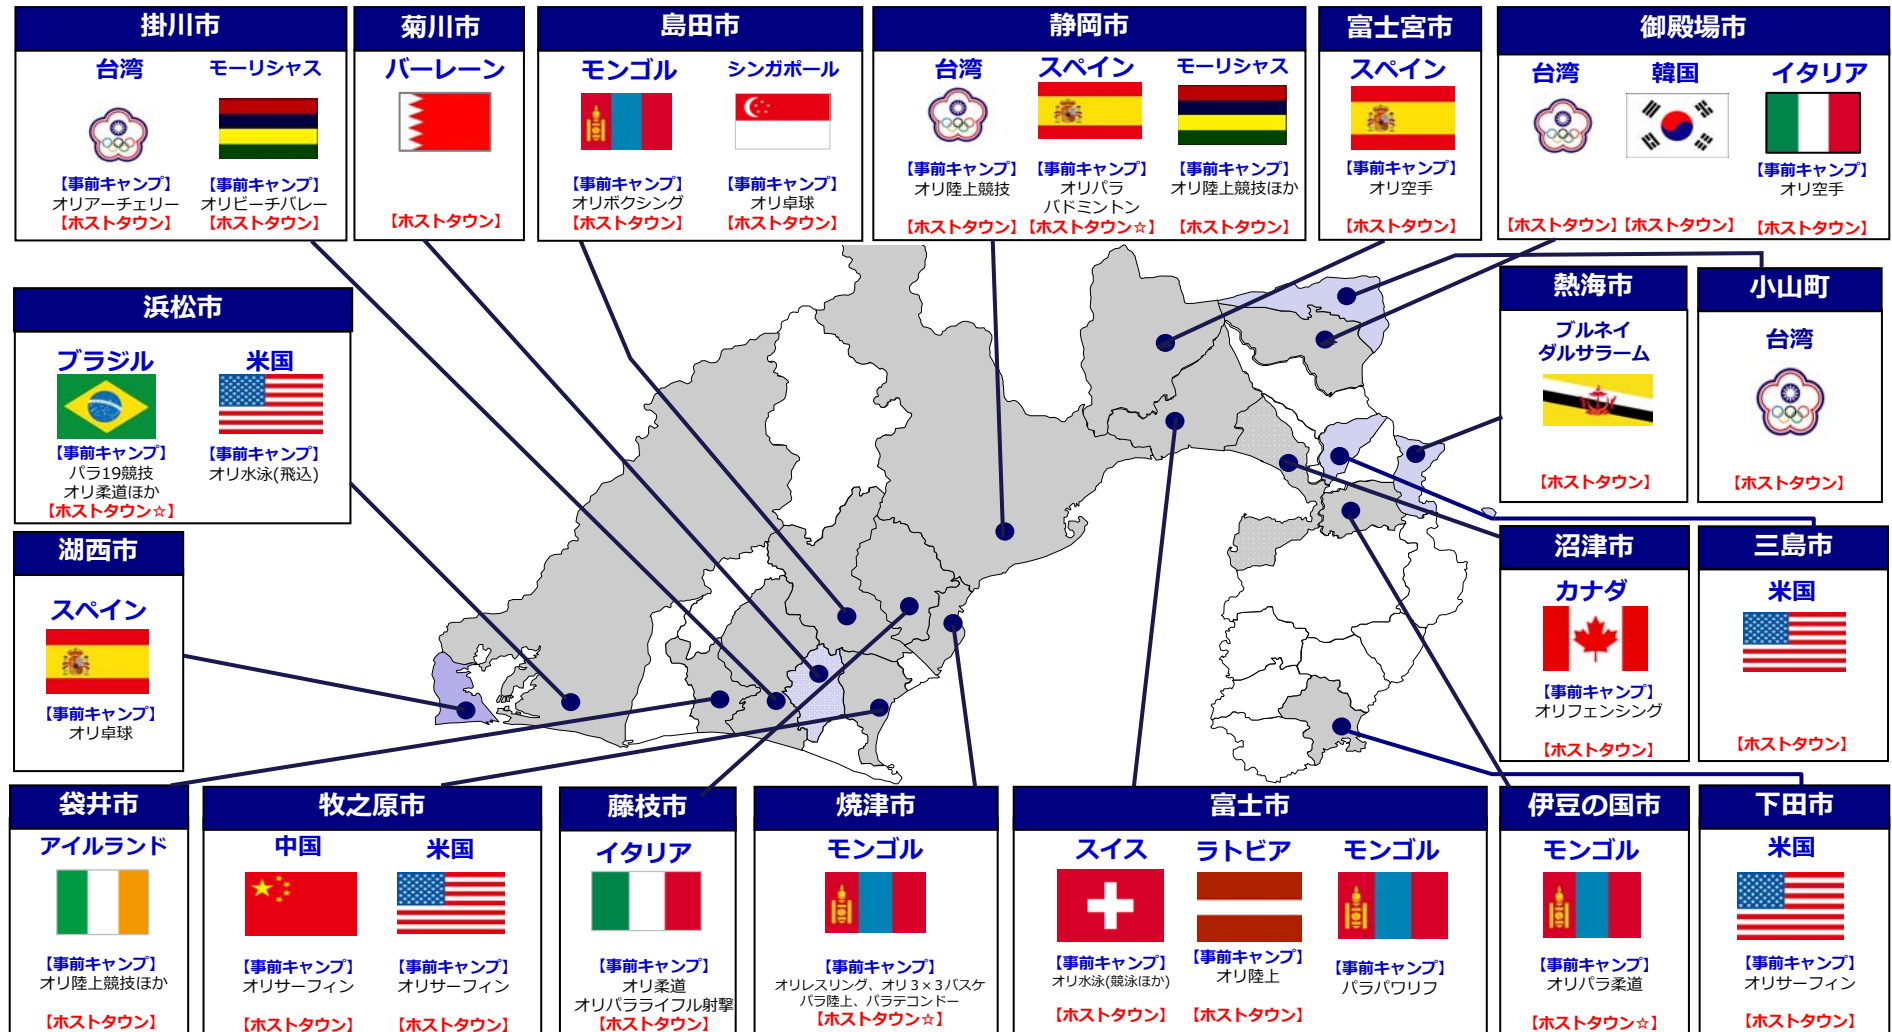 掛川市
台湾
モーリシャス
【事前キャンプ】
オリアーチェリー
【ホストタウン】
【事前キャンプ】
オリビーチバレー
【ホストタウン】
菊川市
バーレーン
【ホストタウン】
島田市
モンゴル
シンガポール
【事前キャンプ】
オリボクシング
【ホストタウン】
【事前キャンプ】
オリ卓球
【ホストタウン】
静岡市
台湾
スペイン
モーリシャス
【事前キャンプ】
オリ陸上競技
【ホストタウン】
【事前キャンプ】
オリパラ
バドミントン
【ホストタウン☆】
【事前キャンプ】
オリ陸上競技ほか
【ホストタウン】
富士宮市
スペイン
【事前キャンプ】
オリ空手
【ホストタウン】
御殿場市
台湾
韓国
イタリア
【ホストタウン】
【ホストタウン】
【事前キャンプ】
オリ空手
【ホストタウン】
浜松市
ブラジル
米国
【事前キャンプ】
パラ19競技
オリ柔道ほか
【ホストタウン☆】
【事前キャンプ】
オリ水泳(飛込)
熱海市
ブルネイ
ダルサラーム
【ホストタウン】
小山町
台湾
【ホストタウン】
湖西市
スペイン
【事前キャンプ】
オリ卓球
沼津市
カナダ
【事前キャンプ】
オリフェンシング
【ホストタウン】
三島市
米国
【ホストタウン】
袋井市
アイルランド
【事前キャンプ】
オリ陸上競技ほか
【ホストタウン】
牧之原市
中国
米国
【事前キャンプ】
オリサーフィン
【ホストタウン】
【事前キャンプ】
オリサーフィン
【ホストタウン】
藤枝市
イタリア
【事前キャンプ】
オリ柔道
オリパラライフル射撃
【ホストタウン】
焼津市
モンゴル
【事前キャンプ】
オリレスリング、オリ３×３バスケ
パラ陸上、パラテコンドー
【ホストタウン☆】
富士市
スイス
ラトビア
モンゴル
【事前キャンプ】
オリ水泳(競泳ほか)
【ホストタウン】
【事前キャンプ】
オリ陸上
【ホストタウン】
【事前キャンプ】
パラパワリフ
伊豆の国市
モンゴル
【事前キャンプ】
オリパラ柔道
【ホストタウン☆】
下田市
米国
【事前キャンプ】
オリサーフィン
【ホストタウン】